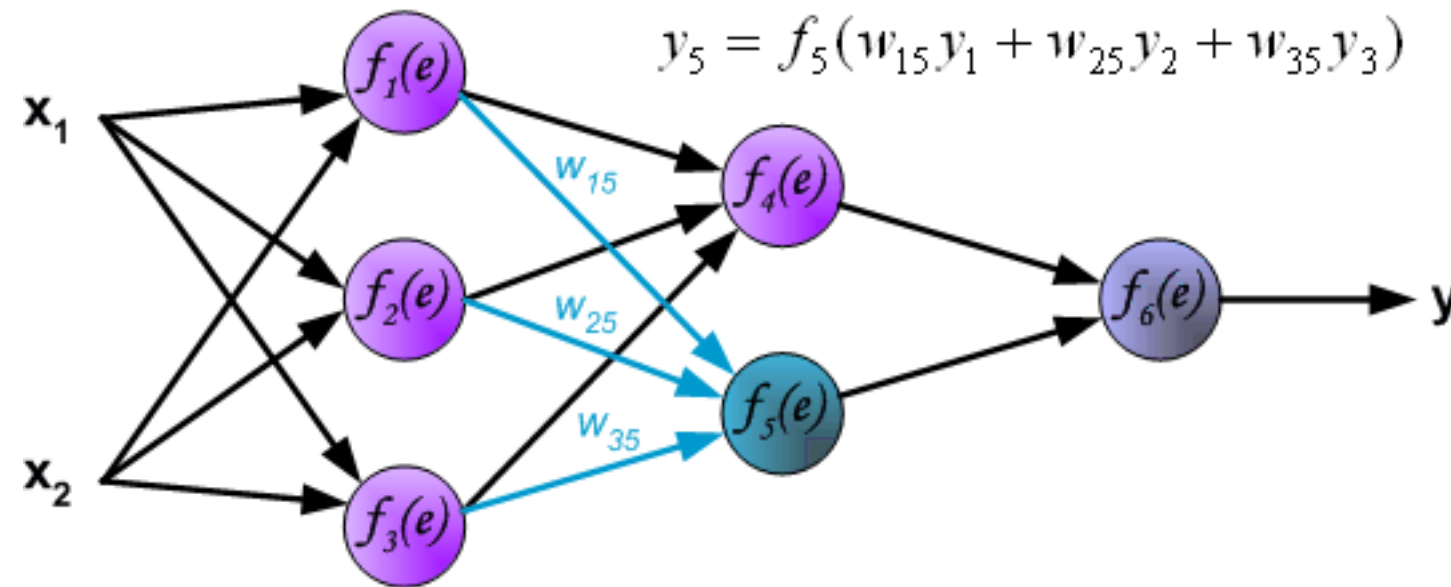 y₅ = f₅(w₁₅y₁ + w₂₅y₂ + w₃₅y₃)
f₁(e)
x₁
w₁₅
f₄(e)
f₂(e)
w₂₅
f₆(e)
y
f₅(e)
w₃₅
x₂
f₃(e)